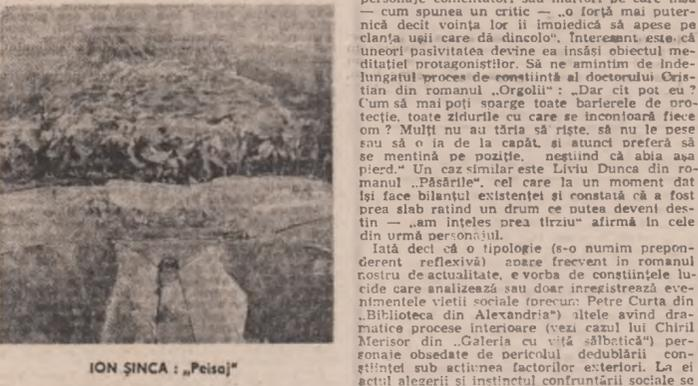 ION ȘINCA : „Peisaj”
— cum spunea un critic — „o forță mai puter-
nică decît voința lor îi împiedică să apese pe
clanța ușii care dă dincolo“. Interesant este că
uneori pasivitatea devine ea însăși obiectul me-
ditației protagoniștilor. Să ne amintim de înde-
lungatul proces de conștiință al doctorului Cris-
tian din romanul „Orgolii“ : „Dar cît pot eu ?
Cum să mai poți sparge toate barierele de pro-
tecție, toate zidurile cu care se înconjoară fiece
om ? Mulți nu au tăria să riște, să nu le pese
sau să o ia de la capăt, și atunci preferă să
se mențină pe poziție, neștiind că abia așa
pierd.“ Un caz similar este Liviu Dunca din ro-
manul „Păsările“, cel care la un moment dat
își face bilanțul existenței și constată că a fost
prea slab ratind un drum ce putea deveni des-
tin — „am înțeles prea tîrziu“ afirmă în cele
din urmă personajul.
Iată deci că o tipologie (s-o numim prepon-
derent reflexivă) apare frecvent în romanul
nostru de actualitate, e vorba de conștiințele lu-
cide care analizează sau doar înregistrează eve-
nimentele vieții sociale (precum Petre Curta din
„Biblioteca din Alexandria“) altele avînd dra-
matice procese interioare (vezi cazul lui Chiril
Merișor din „Galeria cu viță sălbatică“) per-
sonaje obsedate de pericolul dedublării con-
științei sub acțiunea factorilor exteriori. La ei
actul alegerii și instinctul confruntării sociale se